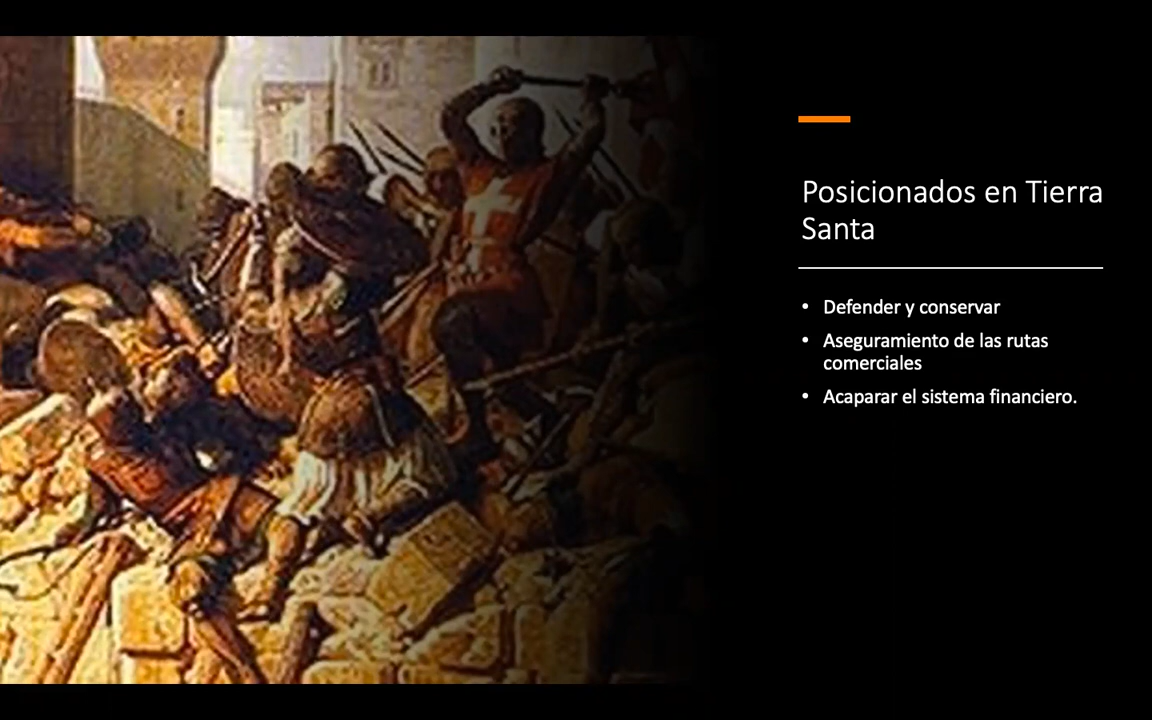 Posicionados en Tierra
Santa
• Defender y conservar
• Aseguramiento de las rutas
comerciales
• Acaparar el sistema financiero.